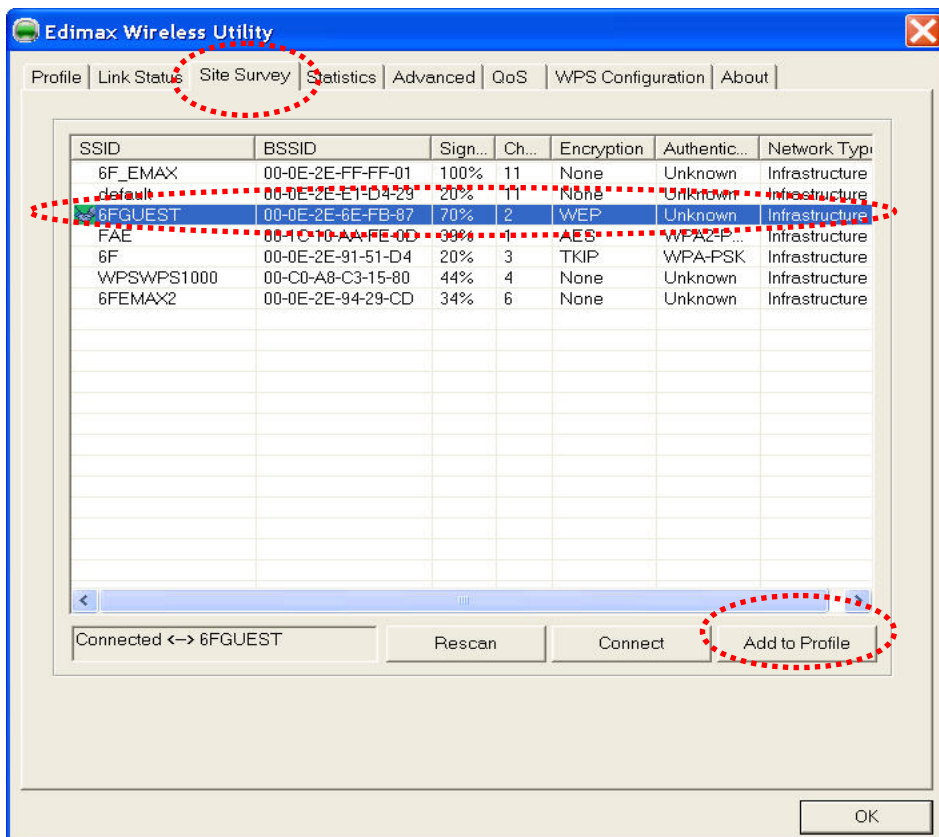 Edimax Wireless Utility
Profile Link Status Site Survey Statistics Advanced QoS WPS Configuration About
SSID BSSID Sign... Ch... Encryption Authentic... Network Type
6F_EMAX 00-0E-2E-FF-FF-01 100% 11 None Unknown Infrastructure
default 00-0E-2E-E1-D4-29 20% 11 None Unknown Infrastructure
6FGUEST 00-0E-2E-6E-FB-87 70% 2 WEP Unknown Infrastructure
FAE 00-1C-10-AA-FE-0D 39% 1 AES WPA2-P... Infrastructure
6F 00-0E-2E-91-51-D4 20% 3 TKIP WPA-PSK Infrastructure
WPSWPS1000 00-C0-A8-C3-15-80 44% 4 None Unknown Infrastructure
6FEMAX2 00-0E-2E-94-29-CD 34% 6 None Unknown Infrastructure
Connected <--> 6FGUEST Rescan Connect Add to Profile
OK